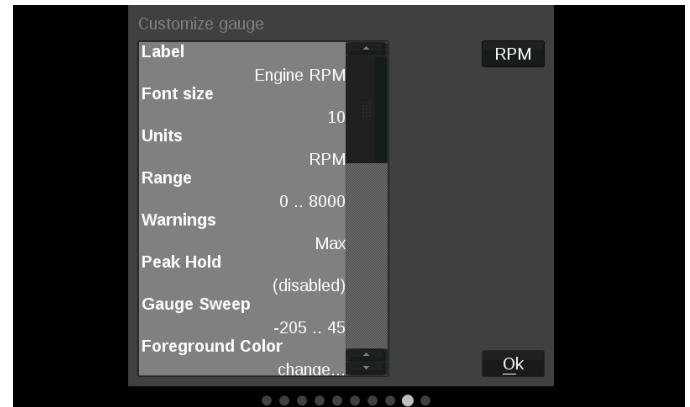 Customize gauge
Label
Engine RPM
Font size
10
Units
RPM
Range
0 .. 8000
Warnings
Max
Peak Hold
(disabled)
Gauge Sweep
-205 .. 45
Foreground Color
change...
RPM
Ok